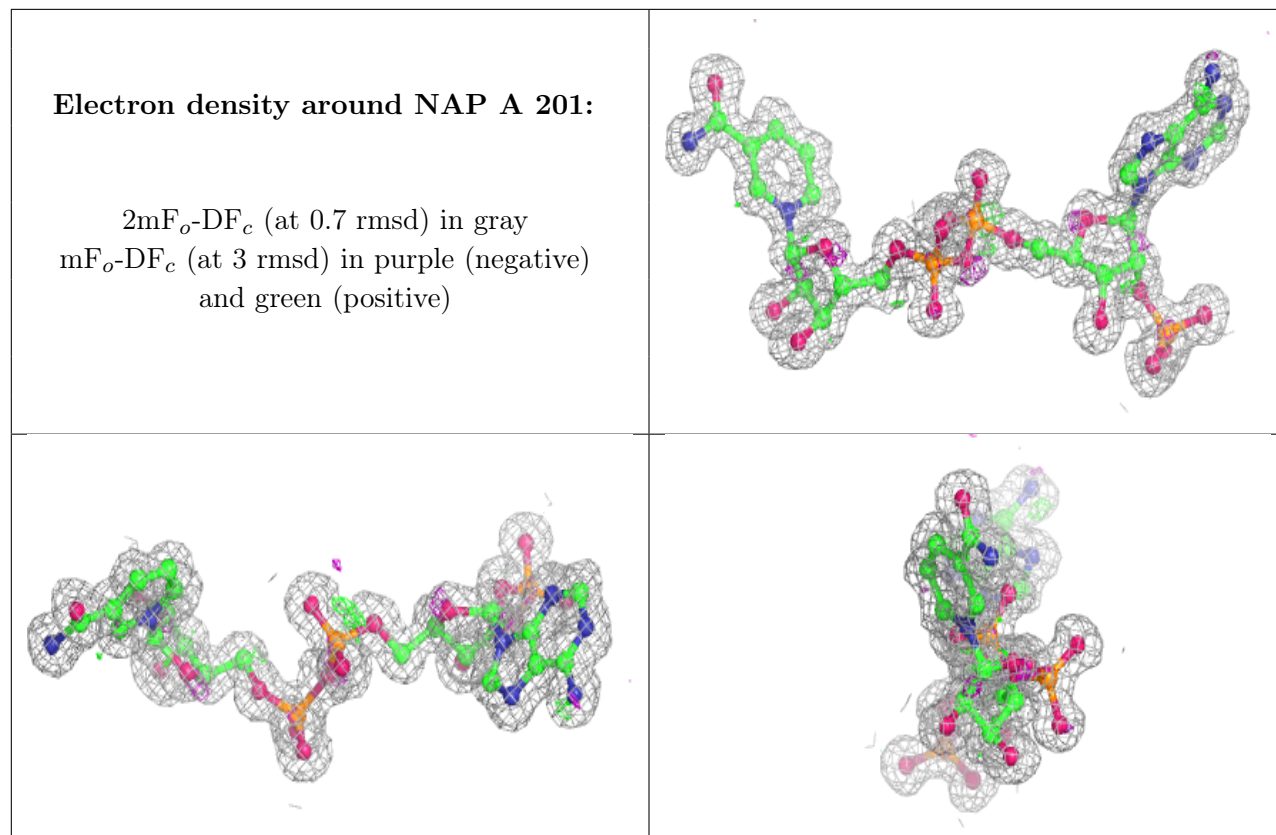 Electron density around NAP A 201:
2mFₒ-DF𝒸 (at 0.7 rmsd) in gray
mFₒ-DF𝒸 (at 3 rmsd) in purple (negative)
and green (positive)